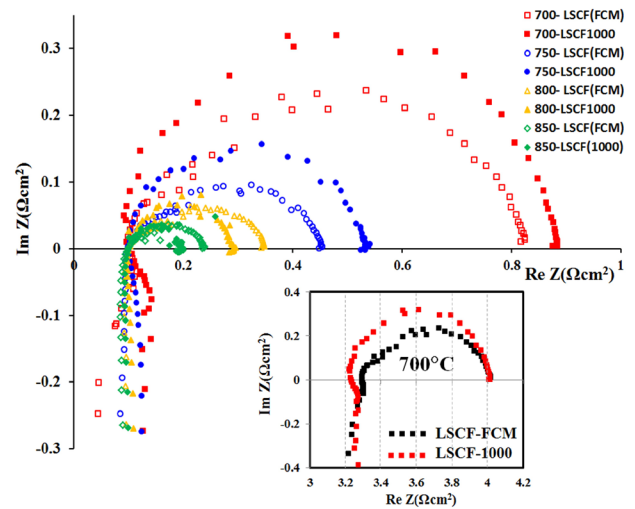 700- LSCF(FCM)
700-LSCF1000
750- LSCF(FCM)
750-LSCF1000
800- LSCF(FCM)
800-LSCF1000
850- LSCF(FCM)
850-LSCF(1000)
Im Z(Ωcm2)
0.3
0.2
0.1
0
-0.1
-0.2
-0.3
0
0.2
0.4
0.6
0.8
1
Re Z(Ωcm²)
Im Z(Ωcm2)
0.4
0.2
0
-0.2
-0.4
700°C
LSCF-FCM
LSCF-1000
3 3.2 3.4 3.6 3.8 4 4.2
Re Z(Ωcm2)